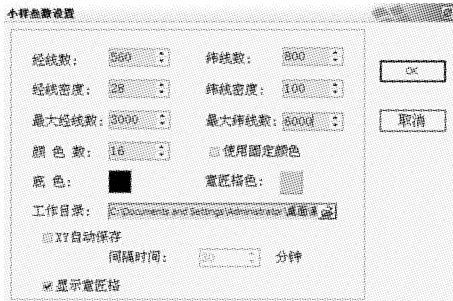 小样参数设置
经线数: 560 纬线数: 800
OK
经线密度: 28 纬线密度: 100
最大经线数: 3000 最大纬线数: 6000
取消
颜 色 数: 16 使用固定颜色
底 色: 意匠格色:
工作目录: C:\Documents and Settings\Administrator\桌面\
XY自动保存
间隔时间: 30 分钟
显示意匠格